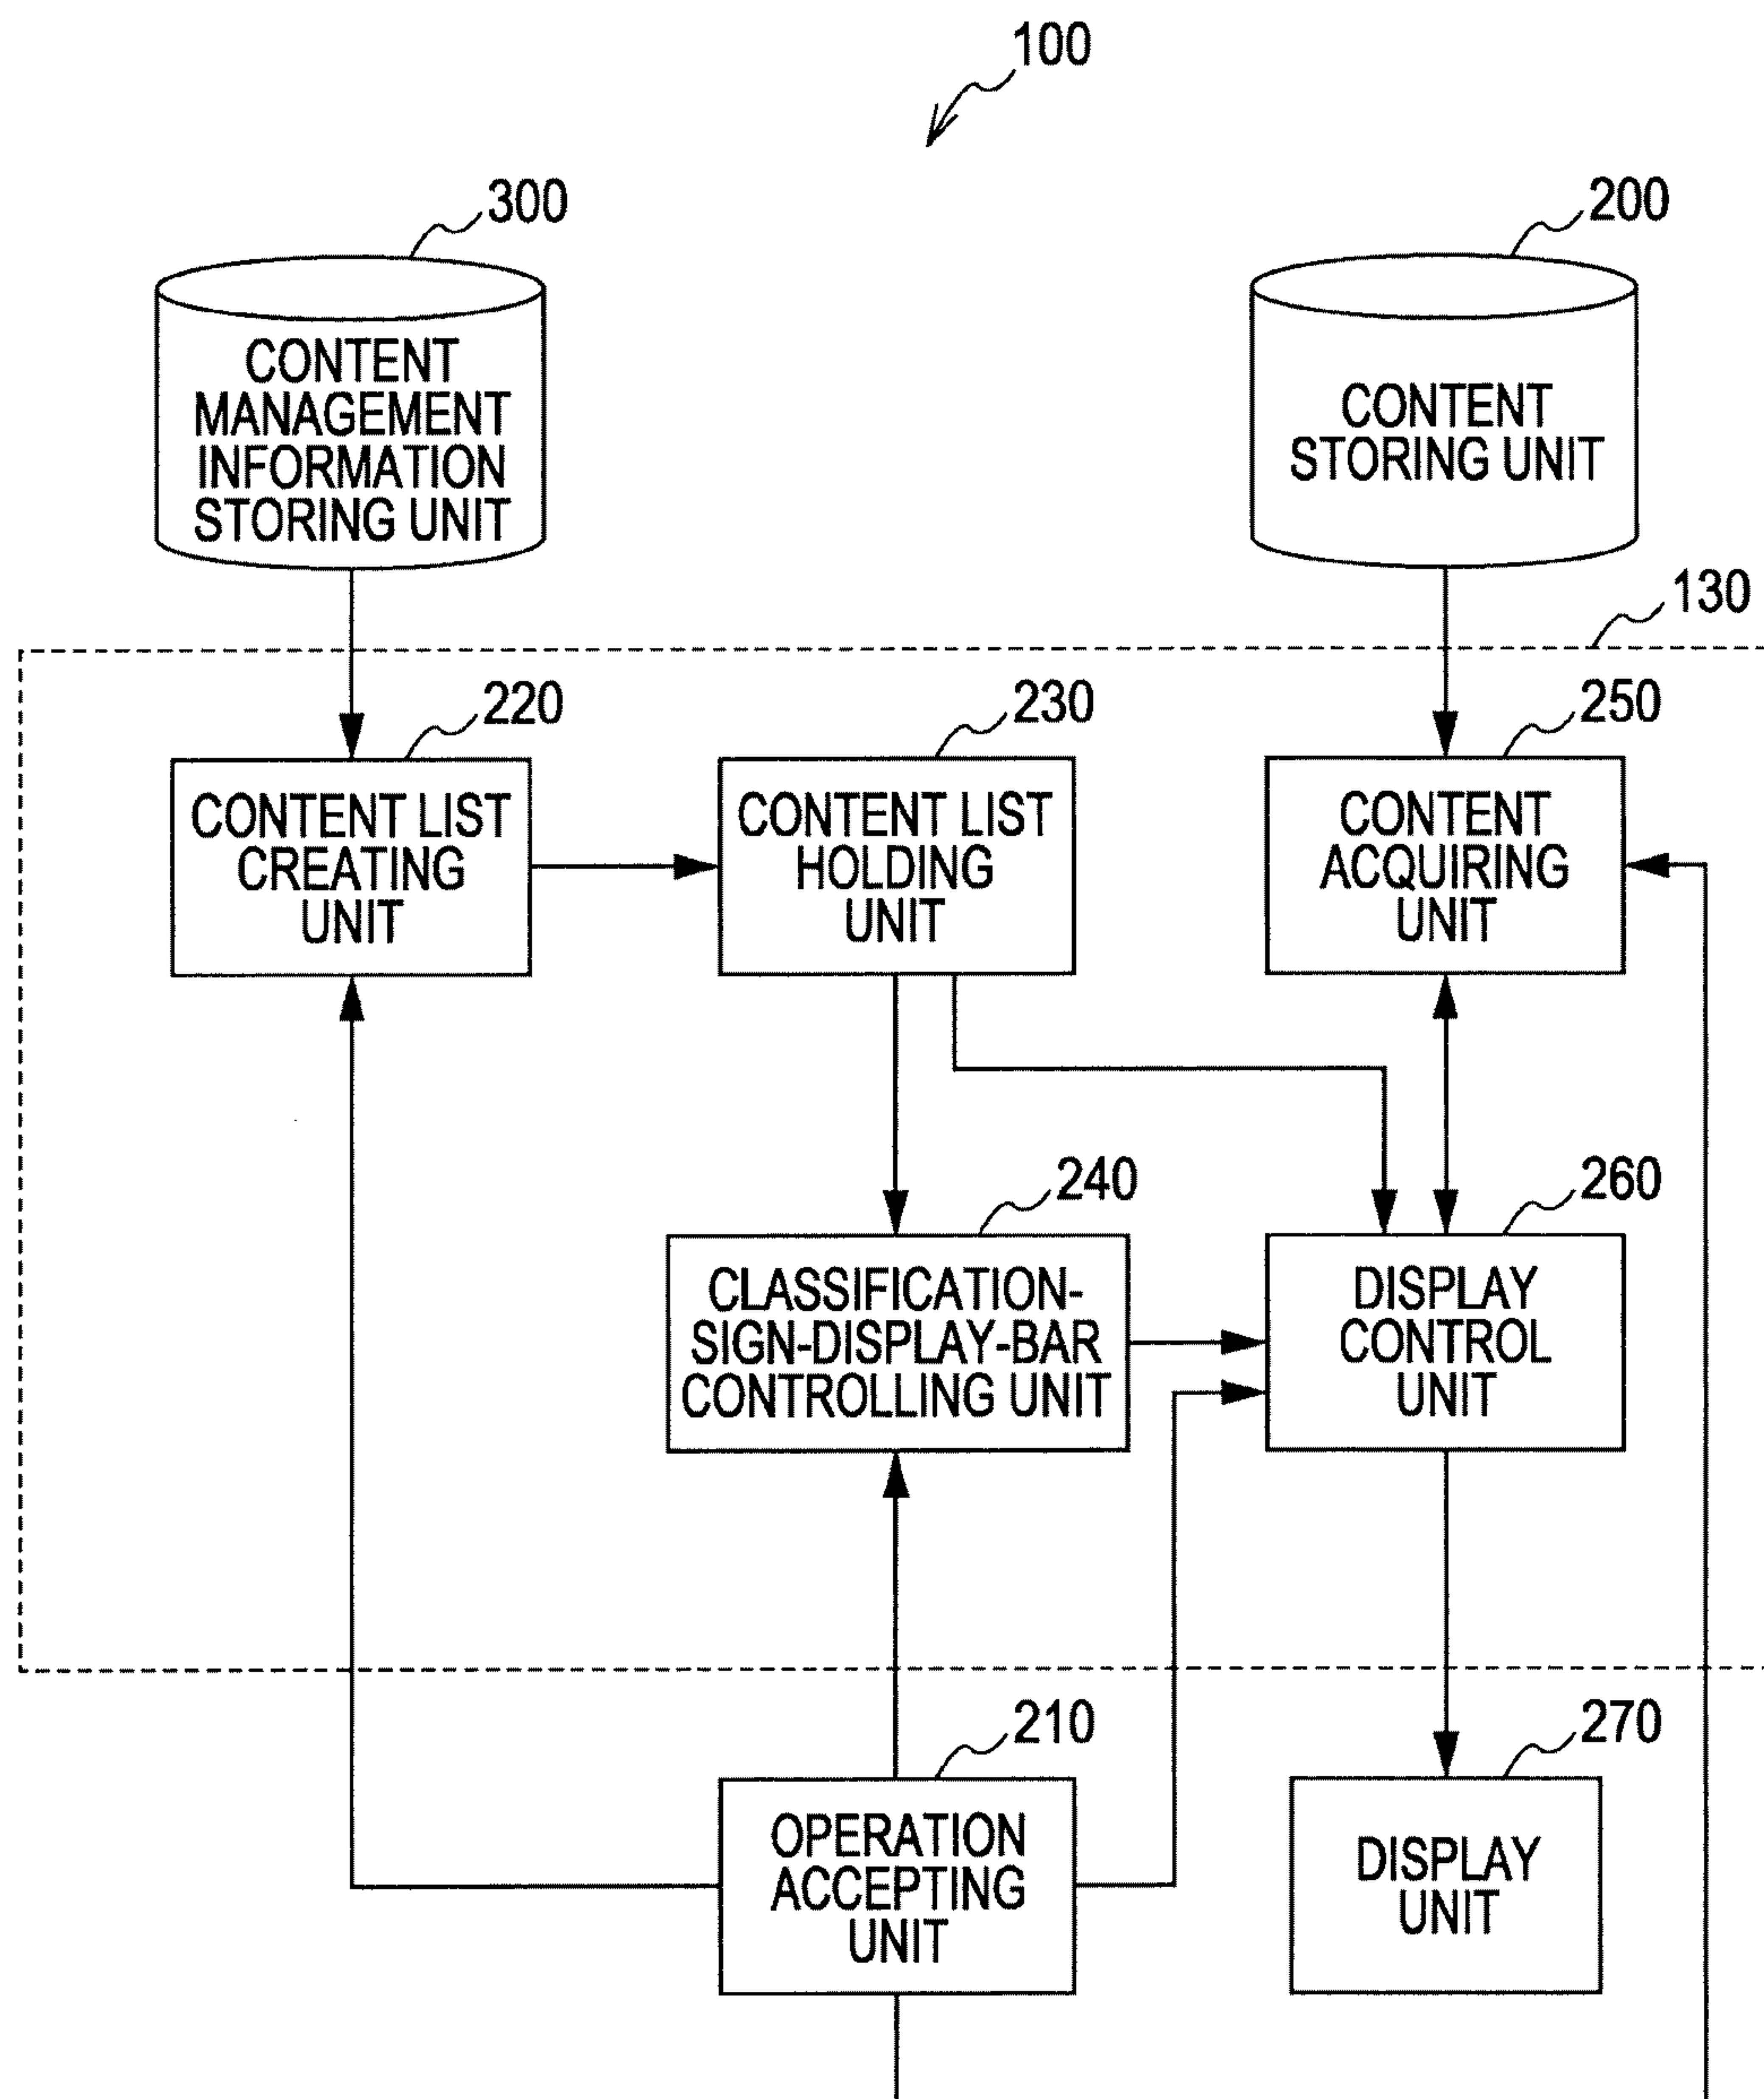 100
300
200
CONTENT
MANAGEMENT
INFORMATION
STORING UNIT
CONTENT
STORING UNIT
130
220
230
250
CONTENT LIST
CREATING
UNIT
CONTENT LIST
HOLDING
UNIT
CONTENT
ACQUIRING
UNIT
240
260
CLASSIFICATION-
SIGN-DISPLAY-BAR
CONTROLLING UNIT
DISPLAY
CONTROL
UNIT
210
270
OPERATION
ACCEPTING
UNIT
DISPLAY
UNIT